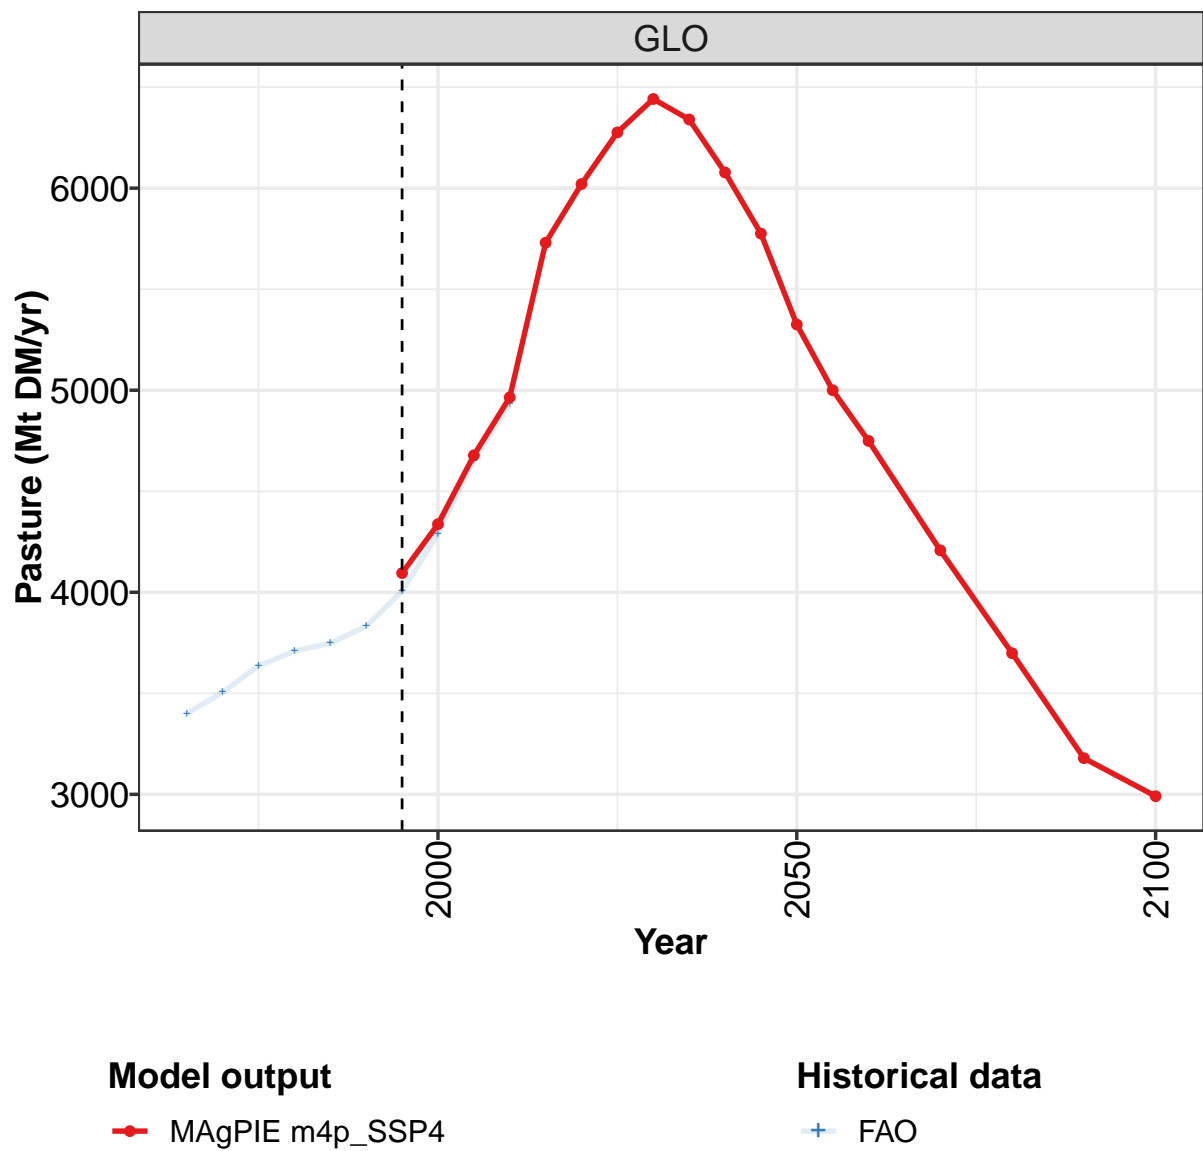 GLO
Pasture (Mt DM/yr)
6000
5000
4000
3000
2000
2050
2100
Year
Model output
MAgPIE m4p_SSP4
Historical data
FAO